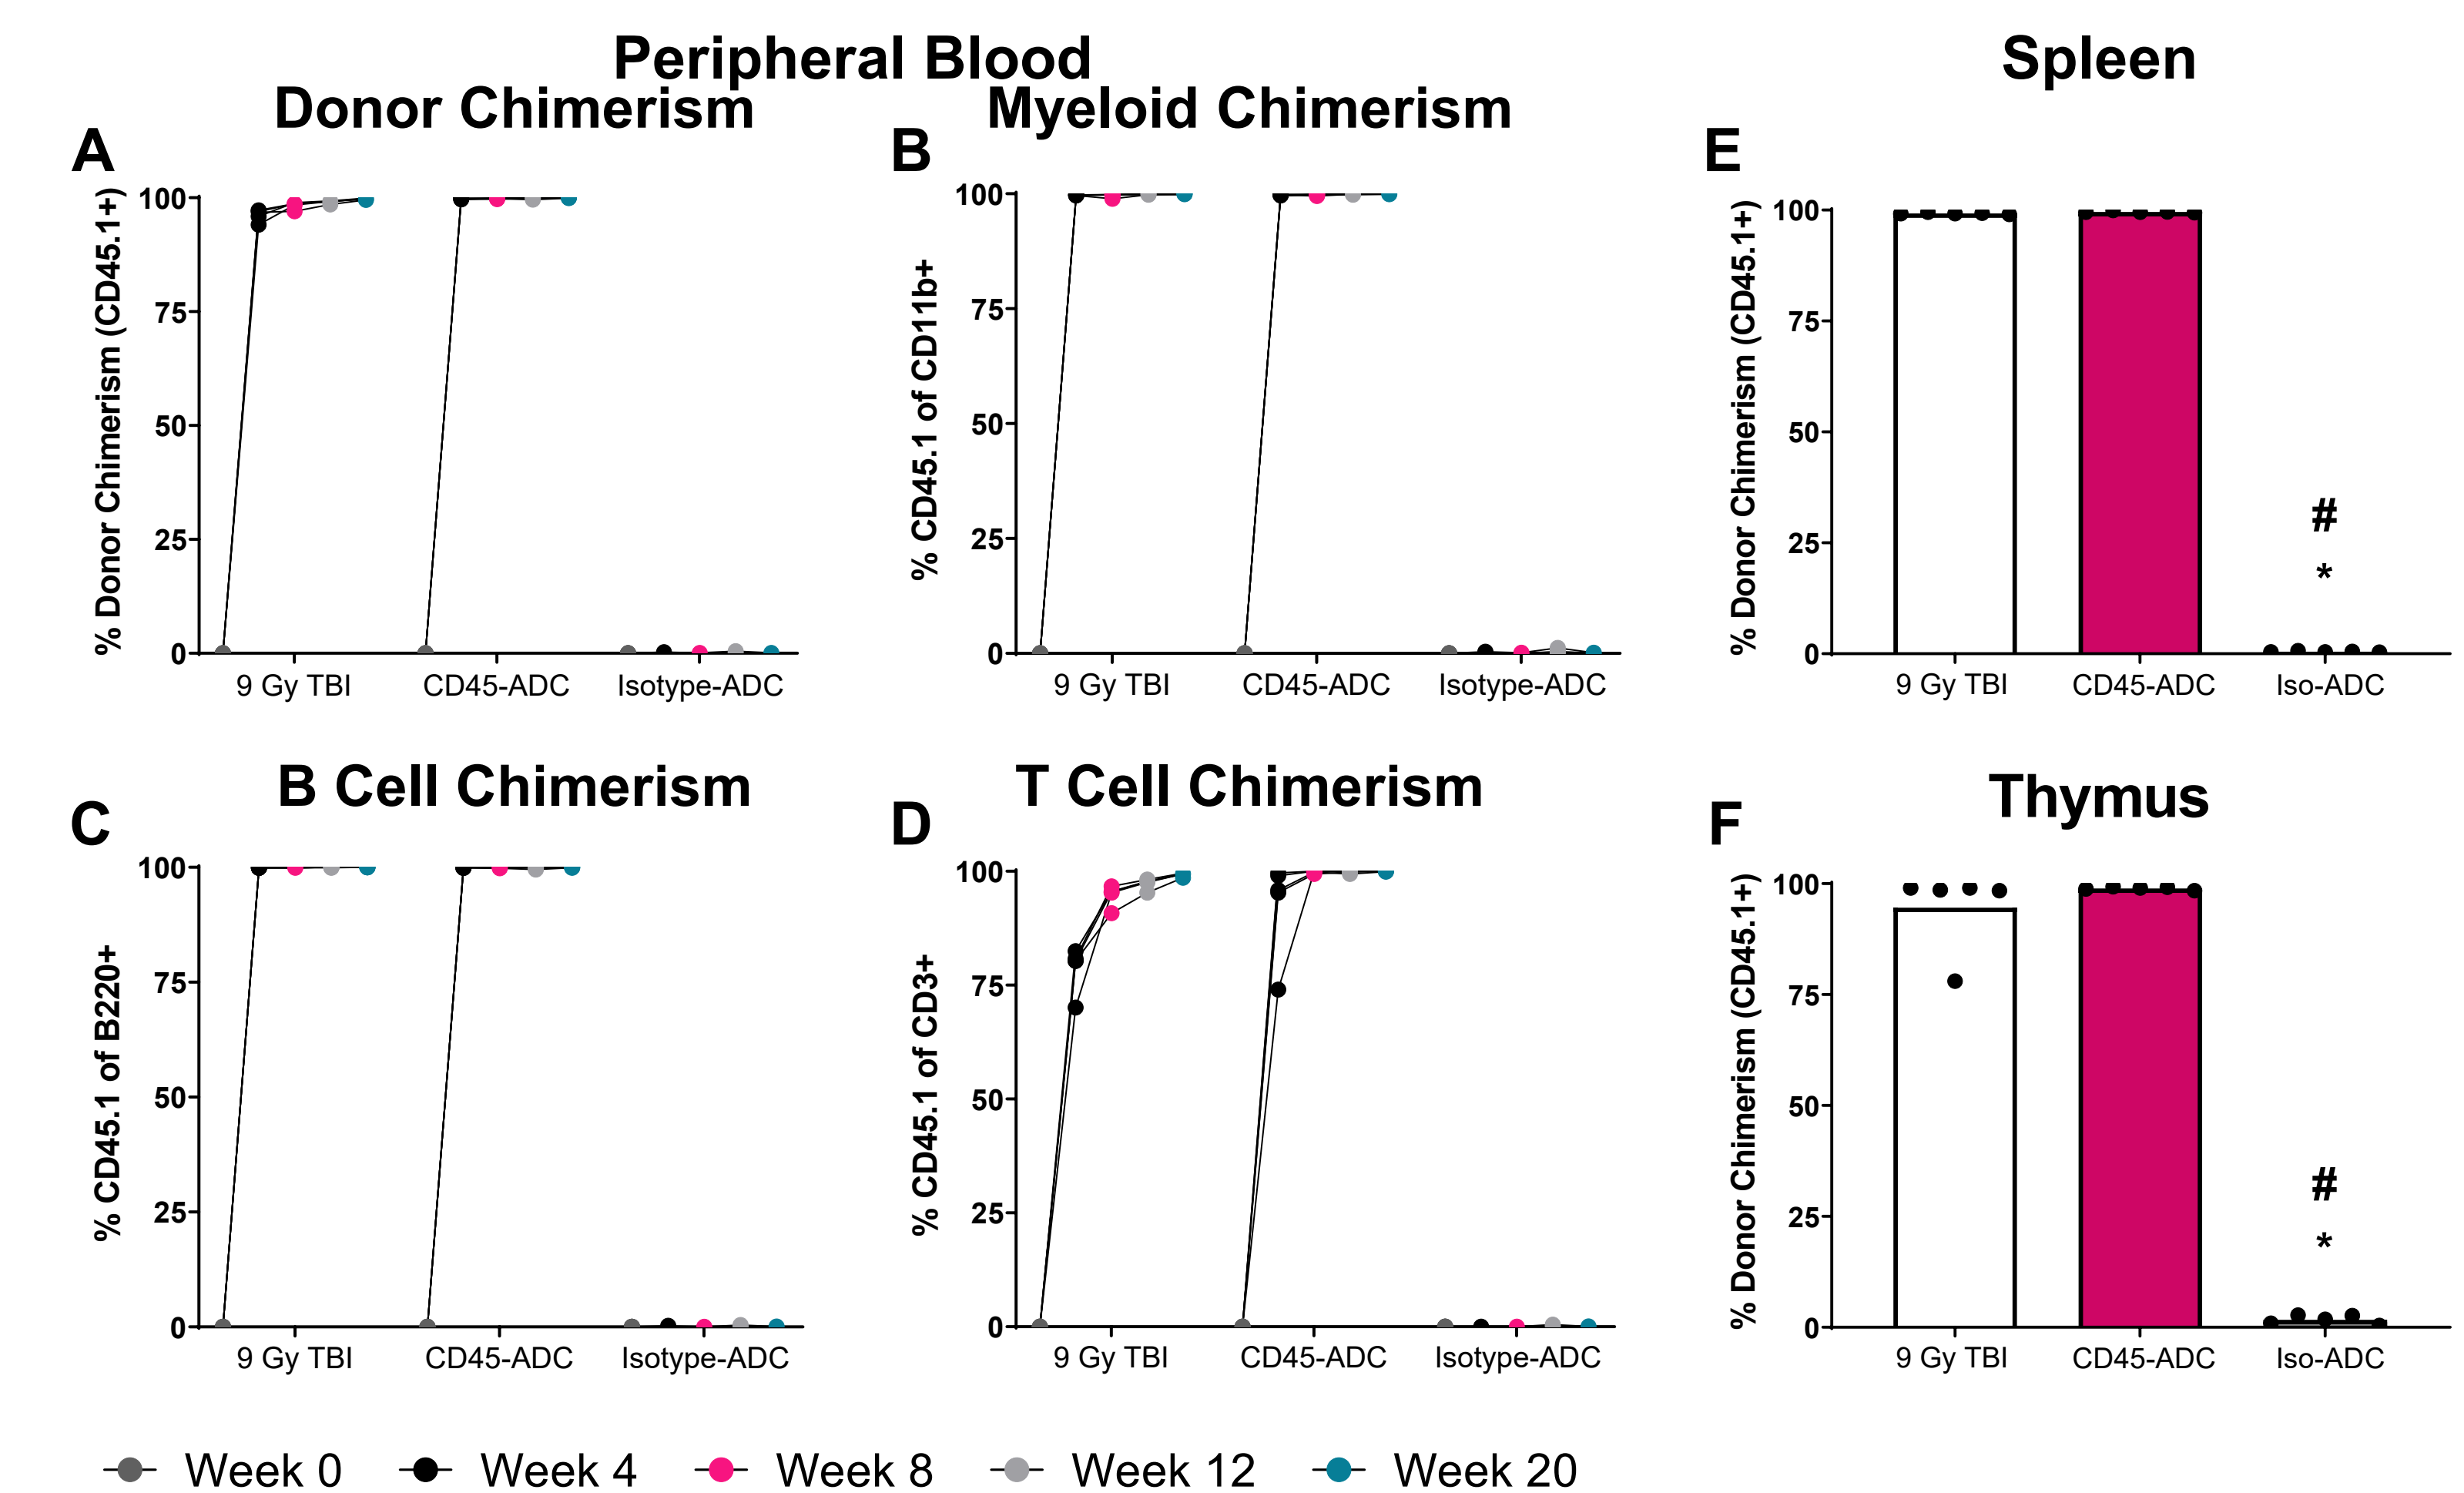 Peripheral Blood
Spleen
Donor Chimerism
Myeloid Chimerism
A
B
E
% Donor Chimerism (CD45.1+)
100
75
50
25
0
9 Gy TBI
CD45-ADC
Isotype-ADC
% CD45.1 of CD11b+
100
75
50
25
0
9 Gy TBI
CD45-ADC
Isotype-ADC
% Donor Chimerism (CD45.1+)
100
75
50
25
0
#
*
9 Gy TBI
CD45-ADC
Iso-ADC
B Cell Chimerism
T Cell Chimerism
Thymus
C
D
F
% CD45.1 of B220+
100
75
50
25
0
9 Gy TBI
CD45-ADC
Isotype-ADC
% CD45.1 of CD3+
100
75
50
25
0
9 Gy TBI
CD45-ADC
Isotype-ADC
% Donor Chimerism (CD45.1+)
100
75
50
25
0
#
*
9 Gy TBI
CD45-ADC
Iso-ADC
Week 0
Week 4
Week 8
Week 12
Week 20